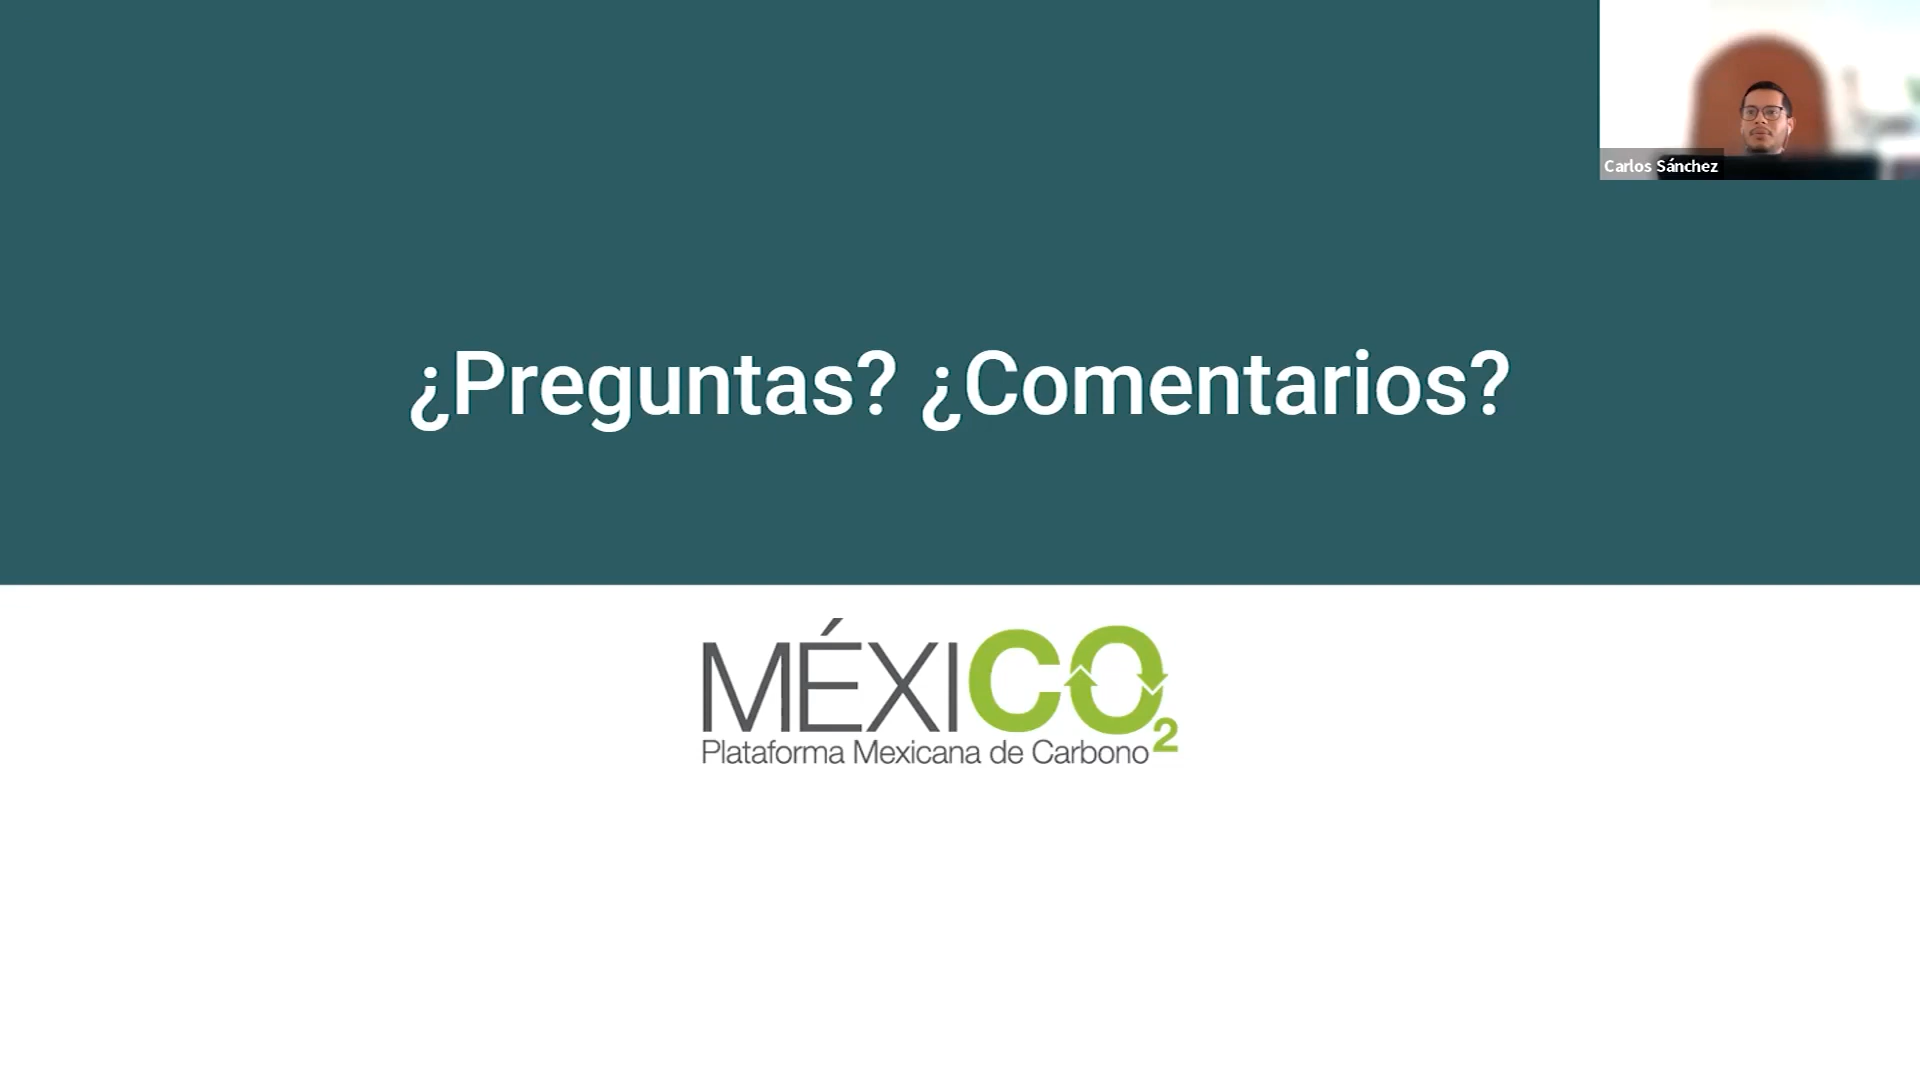 Carlos Sánchez
¿Preguntas? ¿Comentarios?
MÉXICO2
Plataforma Mexicana de Carbono